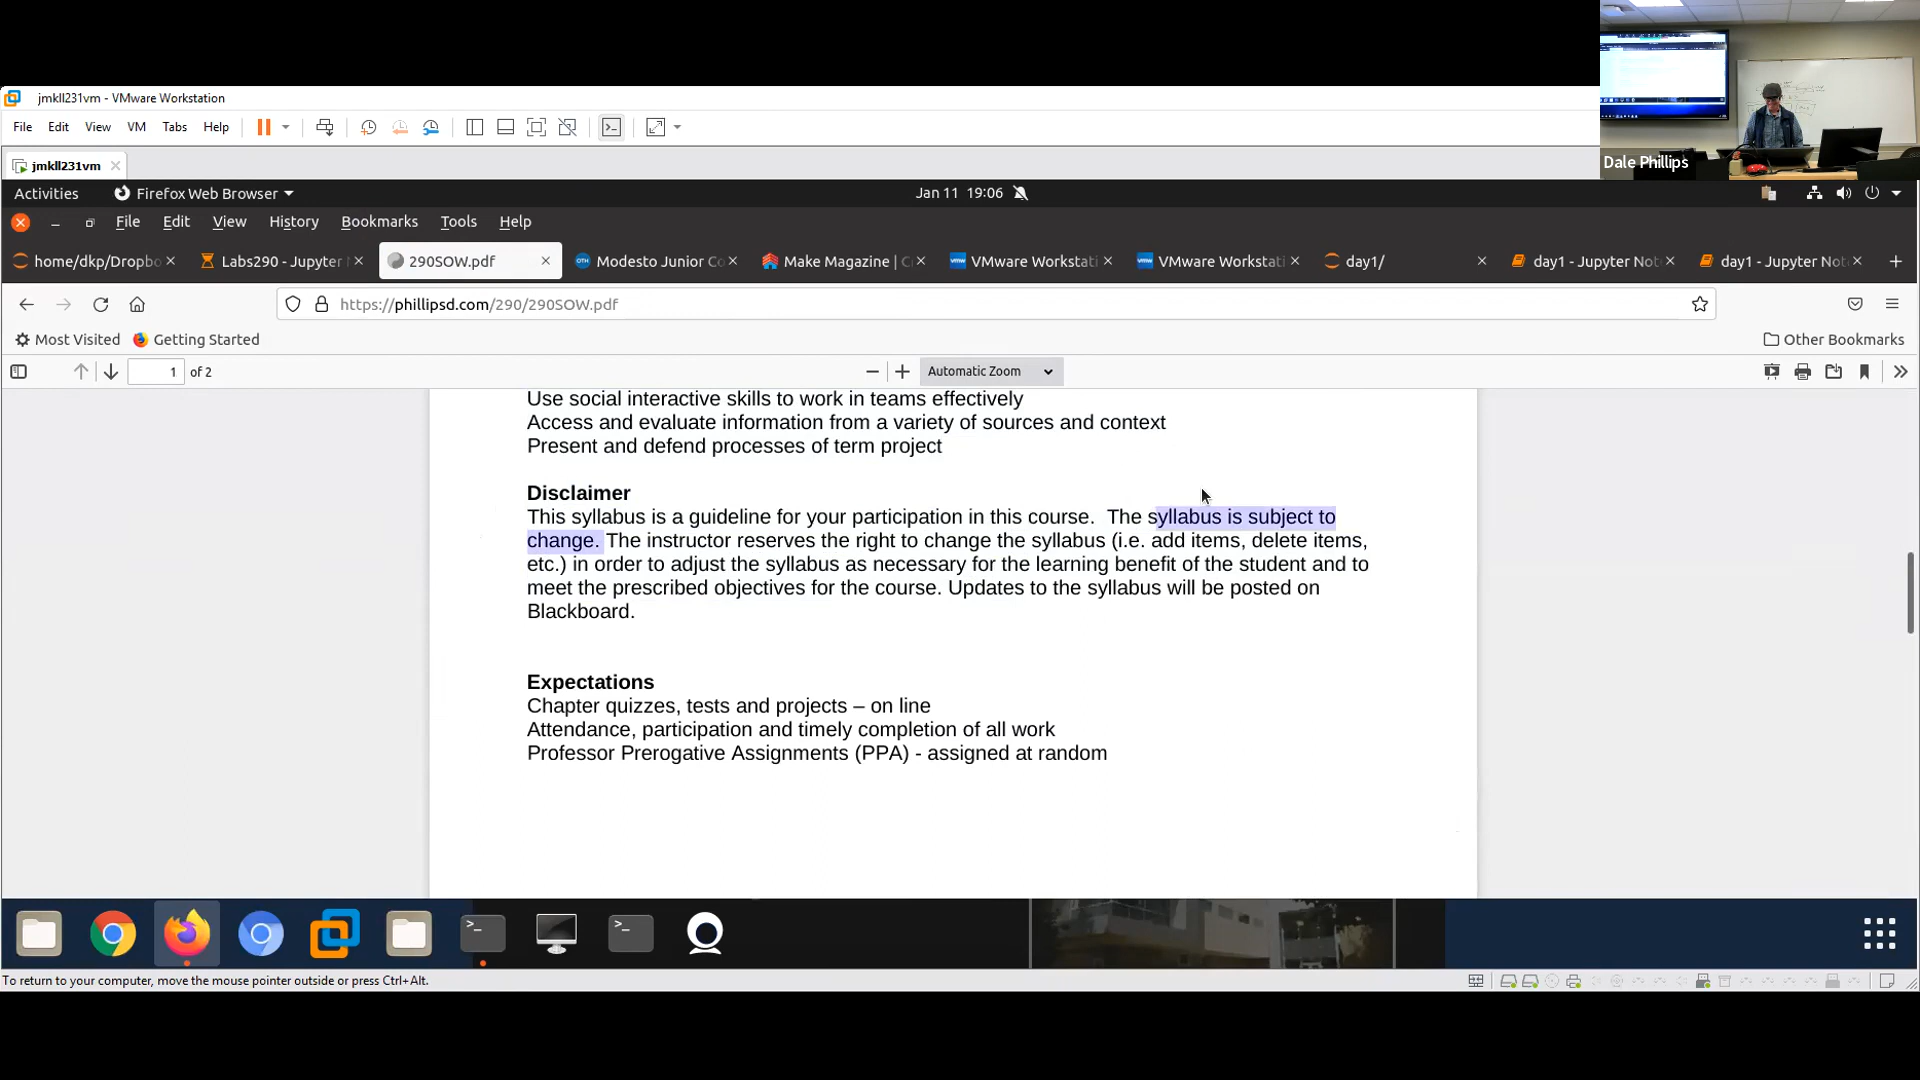 jmkll231vm - VMware Workstation
File Edit View VM Tabs Help
Dale Phillips
jmkll231vm
Activities Firefox Web Browser Jan 11 19:06
File Edit View History Bookmarks Tools Help
home/dkp/Dropbo Labs290 - Jupyter 290SOW.pdf Modesto Junior Co Make Magazine | C VMware Workstati VMware Workstati day1/ day1 - Jupyter Not day1 - Jupyter Not
https://phillipsd.com/290/290SOW.pdf
Most Visited Getting Started Other Bookmarks
1 of 2 Automatic Zoom
Use social interactive skills to work in teams effectively
Access and evaluate information from a variety of sources and context
Present and defend processes of term project
Disclaimer
This syllabus is a guideline for your participation in this course. The syllabus is subject to
change. The instructor reserves the right to change the syllabus (i.e. add items, delete items,
etc.) in order to adjust the syllabus as necessary for the learning benefit of the student and to
meet the prescribed objectives for the course. Updates to the syllabus will be posted on
Blackboard.
Expectations
Chapter quizzes, tests and projects – on line
Attendance, participation and timely completion of all work
Professor Prerogative Assignments (PPA) - assigned at random
To return to your computer, move the mouse pointer outside or press Ctrl+Alt.